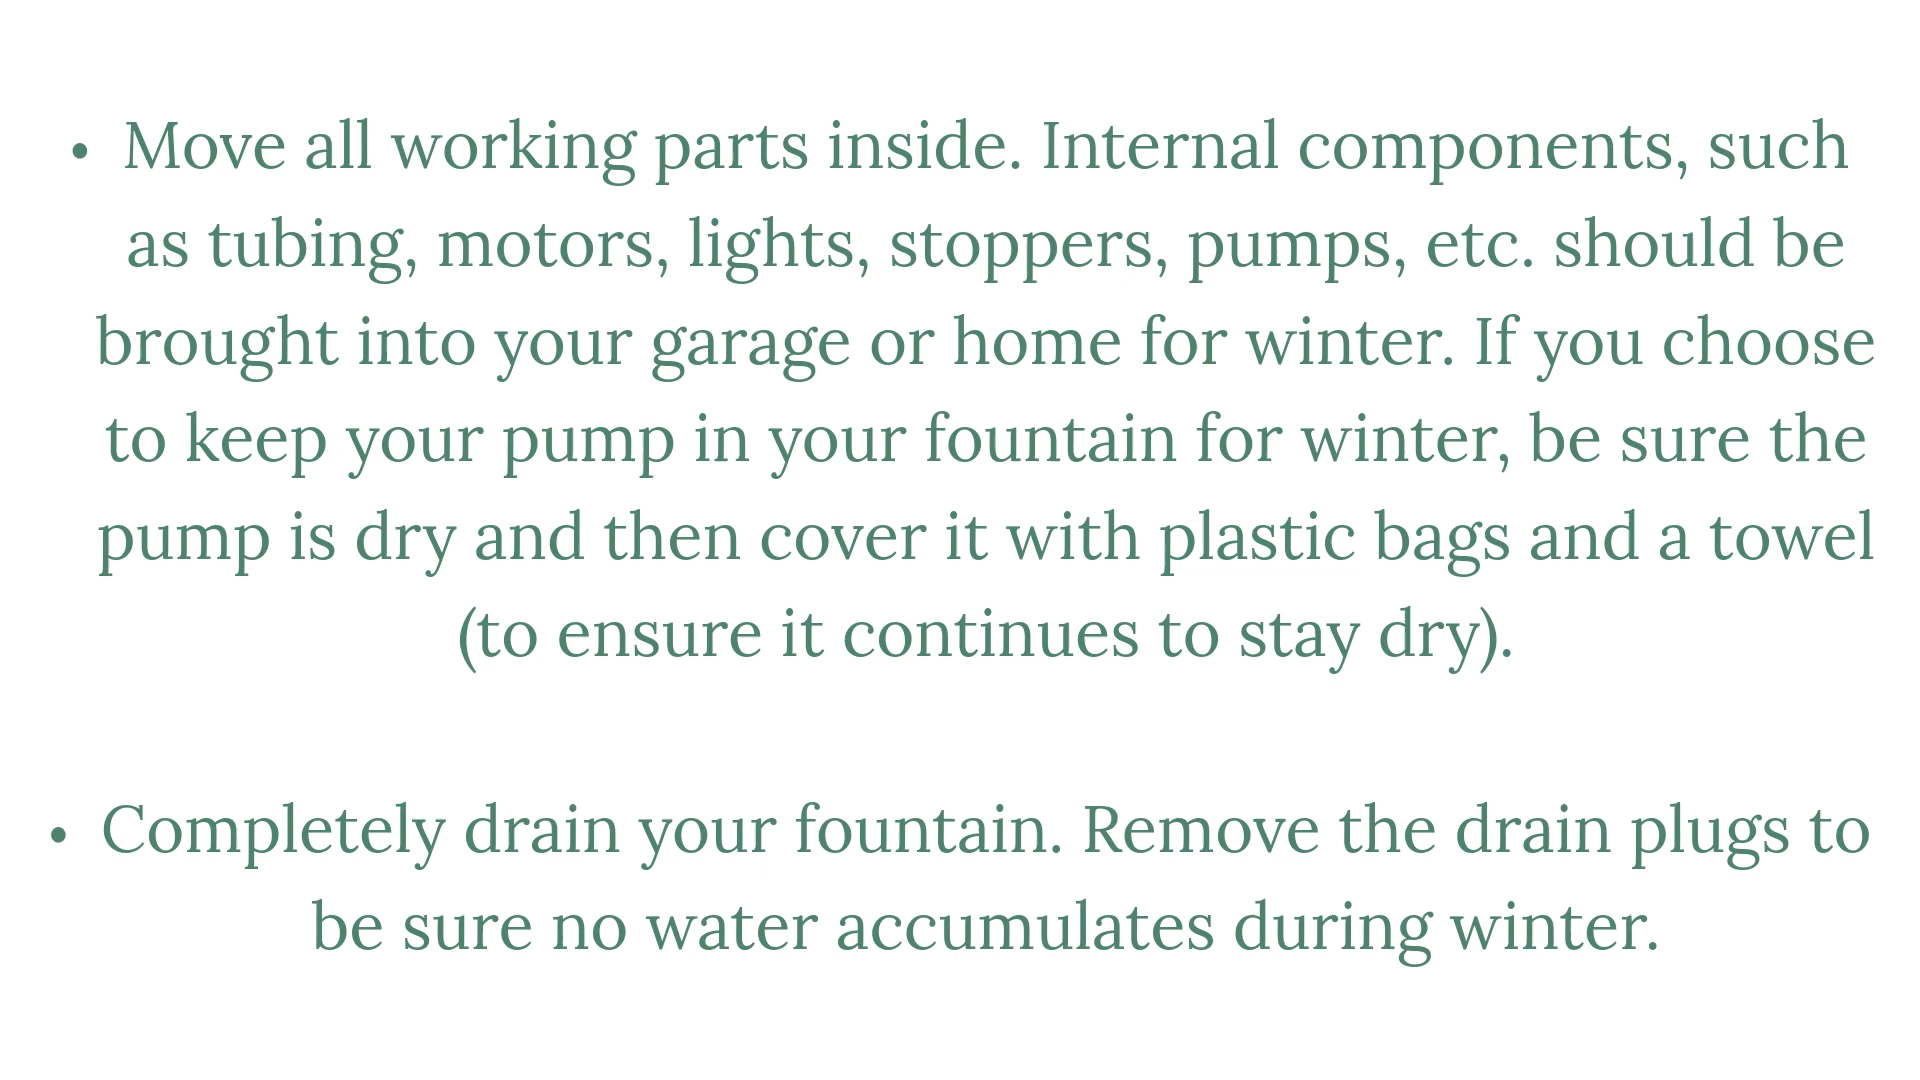 • Move all working parts inside. Internal components, such
as tubing, motors, lights, stoppers, pumps, etc. should be
brought into your garage or home for winter. If you choose
to keep your pump in your fountain for winter, be sure the
pump is dry and then cover it with plastic bags and a towel
(to ensure it continues to stay dry).
• Completely drain your fountain. Remove the drain plugs to
be sure no water accumulates during winter.